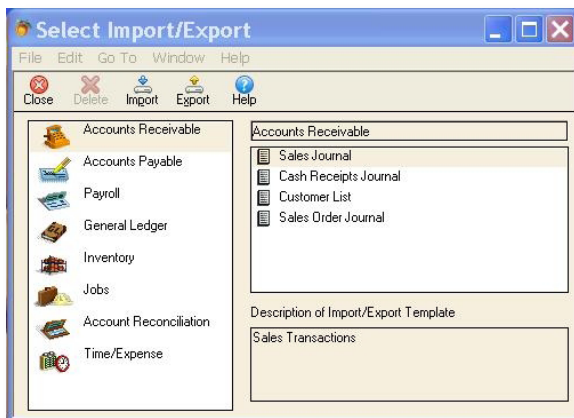 Select Import/Export
File Edit Go To Window Help
Close Delete Import Export Help
Accounts Receivable
Accounts Payable
Payroll
General Ledger
Inventory
Jobs
Account Reconciliation
Time/Expense
Accounts Receivable
Sales Journal
Cash Receipts Journal
Customer List
Sales Order Journal
Description of Import/Export Template
Sales Transactions